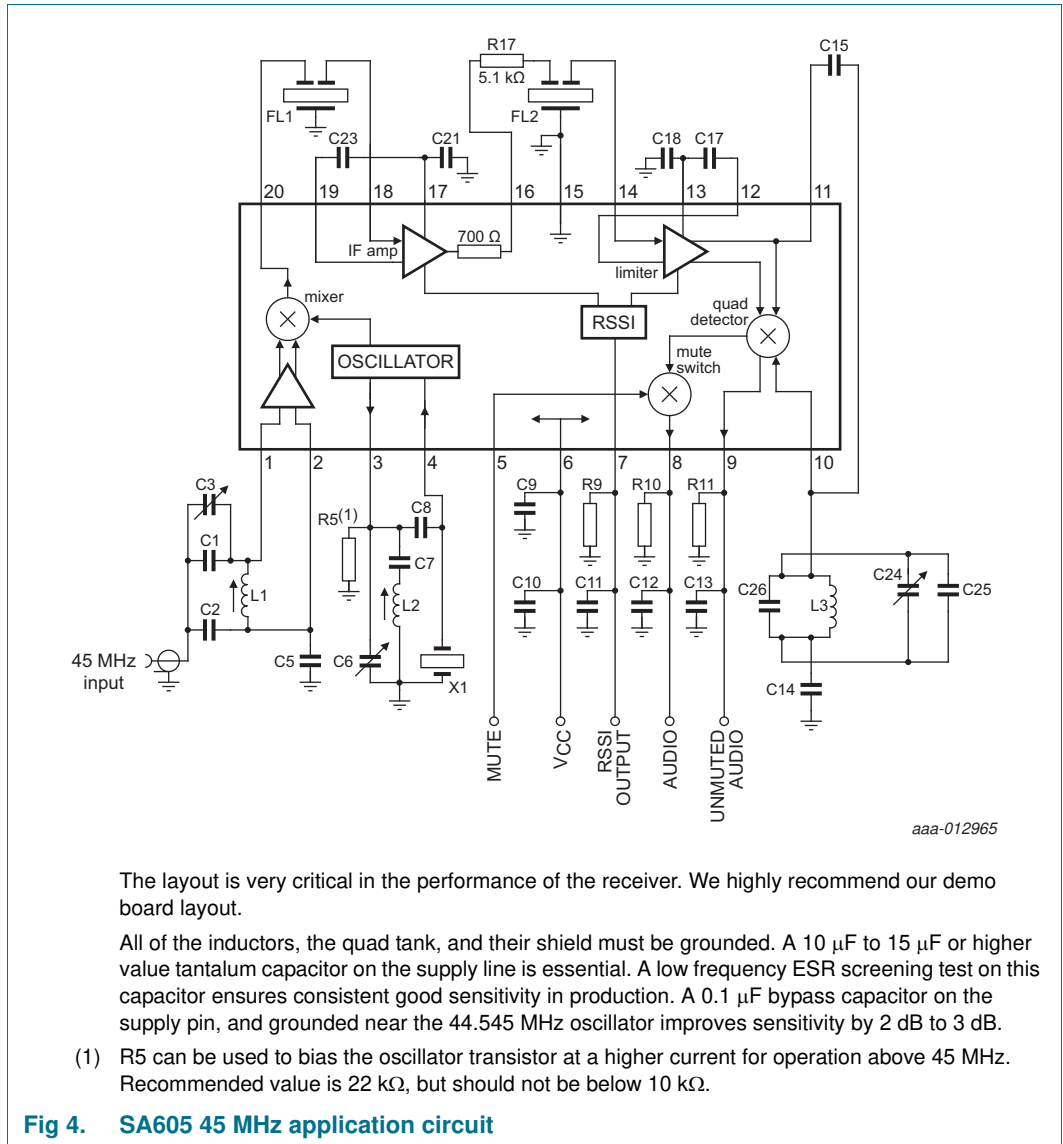 R17
5.1 kΩ
C15
FL1
FL2
C23
C21
C18
C17
20
19
18
17
16
15
14
13
12
11
IF amp
700 Ω
limiter
mixer
RSSI
quad
detector
OSCILLATOR
mute
switch
1
2
3
4
5
6
7
8
9
10
C3
C1
L1
C2
45 MHz
input
C5
R5(1)
C8
C7
L2
C6
X1
C9
R9
R10
R11
C10
C11
C12
C13
C26
L3
C24
C25
C14
MUTE
VCC
RSSI
OUTPUT
AUDIO
UNMUTED
AUDIO
aaa-012965
The layout is very critical in the performance of the receiver. We highly recommend our demo
board layout.
All of the inductors, the quad tank, and their shield must be grounded. A 10 μF to 15 μF or higher
value tantalum capacitor on the supply line is essential. A low frequency ESR screening test on this
capacitor ensures consistent good sensitivity in production. A 0.1 μF bypass capacitor on the
supply pin, and grounded near the 44.545 MHz oscillator improves sensitivity by 2 dB to 3 dB.
(1) R5 can be used to bias the oscillator transistor at a higher current for operation above 45 MHz.
Recommended value is 22 kΩ, but should not be below 10 kΩ.
Fig 4. SA605 45 MHz application circuit